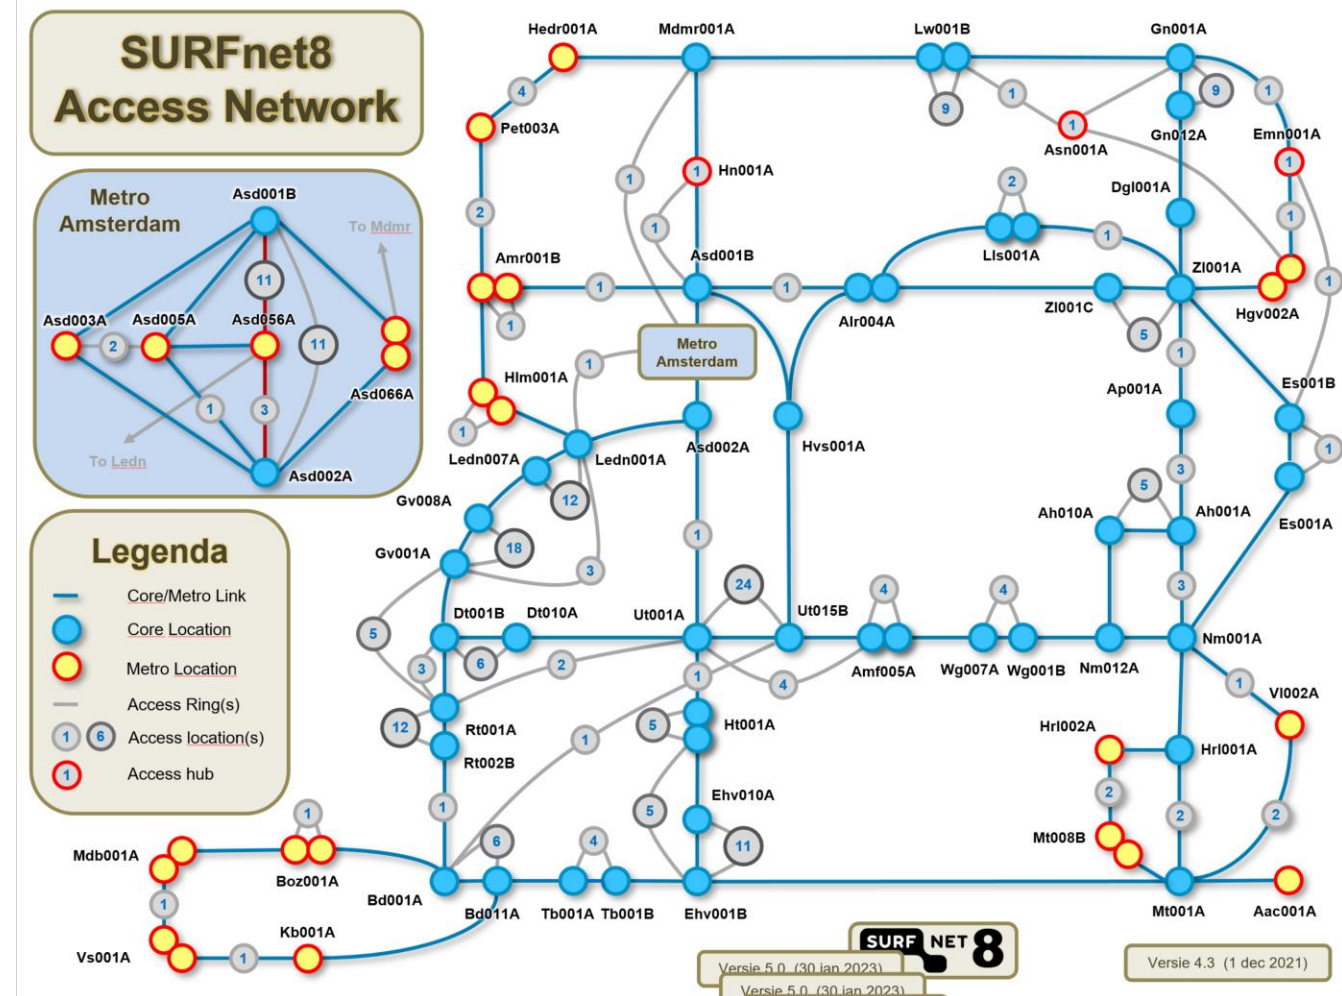 SURFnet8
Access Network
Metro
Amsterdam
Asd001B
To Mdmr
11
Asd003A
Asd005A
Asd056A
2
11
Asd066A
1
3
To Ledn
Asd002A
Legenda
Core/Metro Link
Core Location
Metro Location
Access Ring(s)
1
6
Access location(s)
1
Access hub
Hedr001A
Mdmr001A
Lw001B
Gn001A
4
9
1
9
1
Pet003A
1
Gn012A
Emn001A
Asn001A
1
1
Hn001A
1
2
Dgl001A
2
1
1
1
Amr001B
Asd001B
Lls001A
Zl001A
1
1
1
Alr004A
Zl001C
Hgv002A
1
5
Metro
Amsterdam
1
1
Hlm001A
Ap001A
Es001B
1
Ledn007A
Ledn001A
Asd002A
Hvs001A
1
3
Gv008A
12
5
Ah010A
Ah001A
Es001A
Gv001A
18
1
3
24
4
4
3
Dt001B
Dt010A
Ut001A
Ut015B
5
3
6
2
1
4
Amf005A
Wg007A
Wg001B
Nm012A
Nm001A
1
Vl002A
12
Rt001A
5
Ht001A
Hrl002A
Hrl001A
1
Rt002B
Ehv010A
2
1
5
2
2
1
6
4
11
Mt008B
Mdb001A
Boz001A
Bd001A
Bd011A
Tb001A
Tb001B
Ehv001B
Mt001A
Aac001A
1
Kb001A
Vs001A
1
SURF NET 8
Versie 5.0 (30 jan 2023)
Versie 5.0 (30 jan 2023)
Versie 4.3 (1 dec 2021)